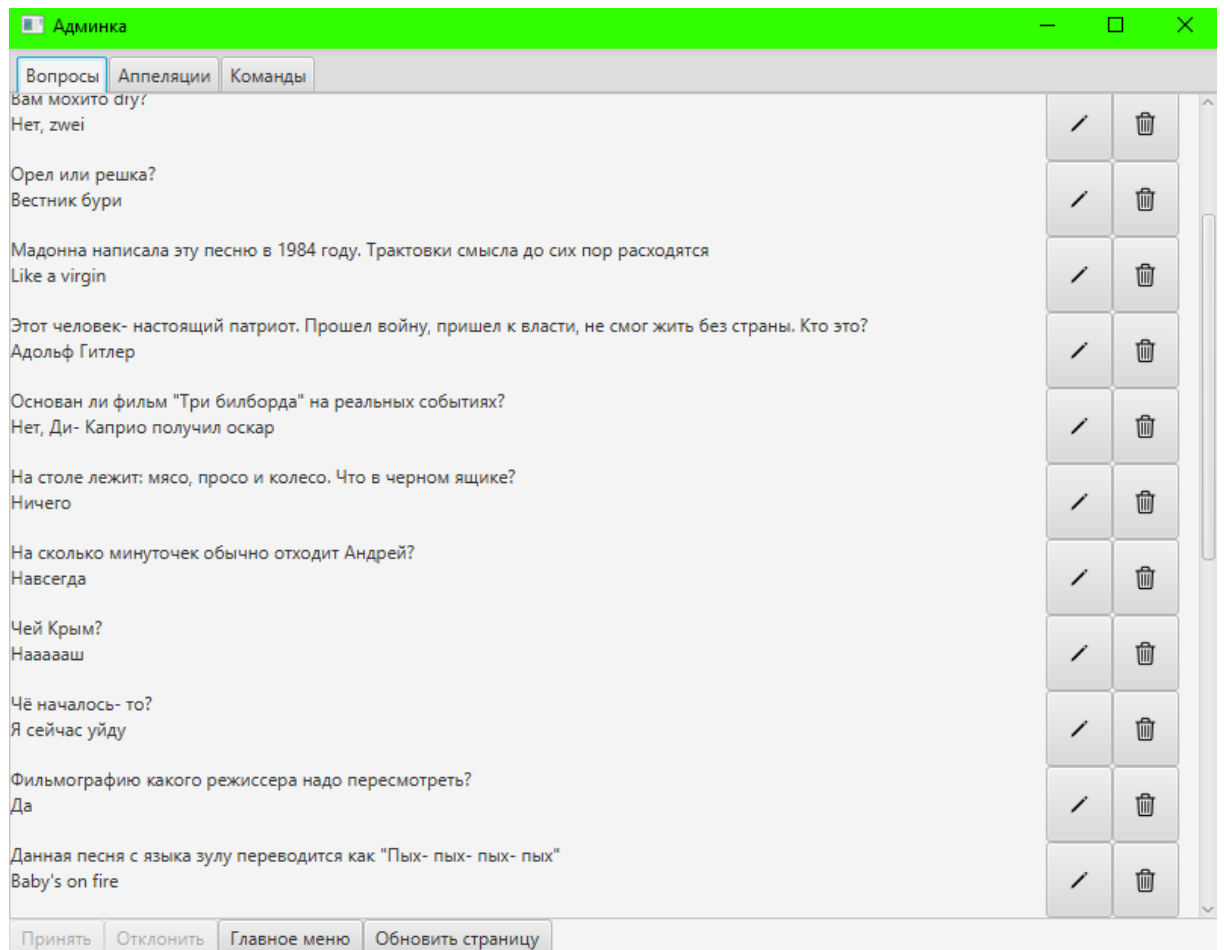 Админка
Вопросы
Аппеляции
Команды
Вам мохито dry?
Нет, zwei
Орел или решка?
Вестник бури
Мадонна написала эту песню в 1984 году. Трактовки смысла до сих пор расходятся
Like a virgin
Этот человек- настоящий патриот. Прошел войну, пришел к власти, не смог жить без страны. Кто это?
Адольф Гитлер
Основан ли фильм "Три билборда" на реальных событиях?
Нет, Ди- Каприо получил оскар
На столе лежит: мясо, просо и колесо. Что в черном ящике?
Ничего
На сколько минуточек обычно отходит Андрей?
Навсегда
Чей Крым?
Наааааш
Чё началось- то?
Я сейчас уйду
Фильмографию какого режиссера надо пересмотреть?
Да
Данная песня с языка зулу переводится как "Пых- пых- пых- пых"
Baby's on fire
Принять
Отклонить
Главное меню
Обновить страницу